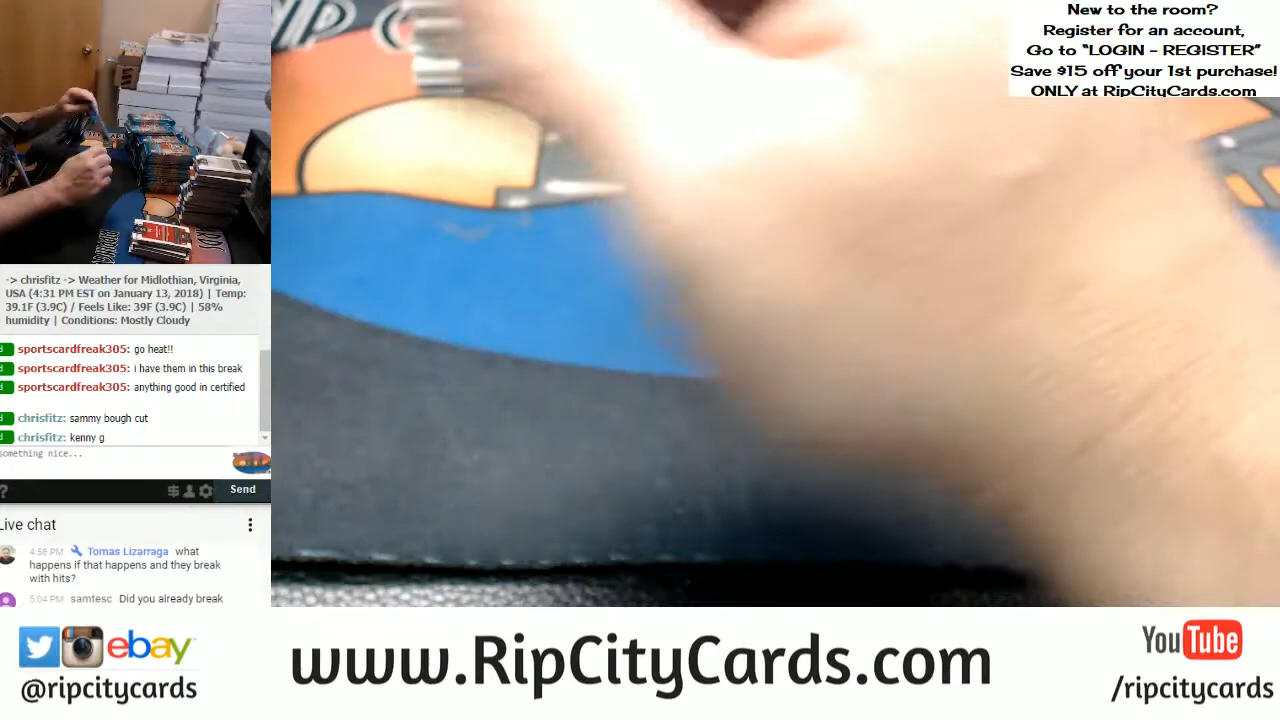 New to the room?
Register for an account,
Go to “LOGIN - REGISTER”
Save $15 off your 1st purchase!
ONLY at RipCityCards.com
-> chrisfitz -> Weather for Midlothian, Virginia,
USA (4:31 PM EST on January 13, 2018) | Temp:
39.1F (3.9C) / Feels Like: 39F (3.9C) | 58%
humidity | Conditions: Mostly Cloudy
sportscardfreak305: go heat!!
sportscardfreak305: i have them in this break
sportscardfreak305: anything good in certified
chrisfitz: sammy bough cut
chrisfitz: kenny g
something nice...
? Send
Live chat
4:58 PM Tomas Lizarraga what
happens if that happens and they break
with hits?
5:04 PM samtesc Did you already break
ebay
@ripcitycards
www.RipCityCards.com
YouTube
/ripcitycards